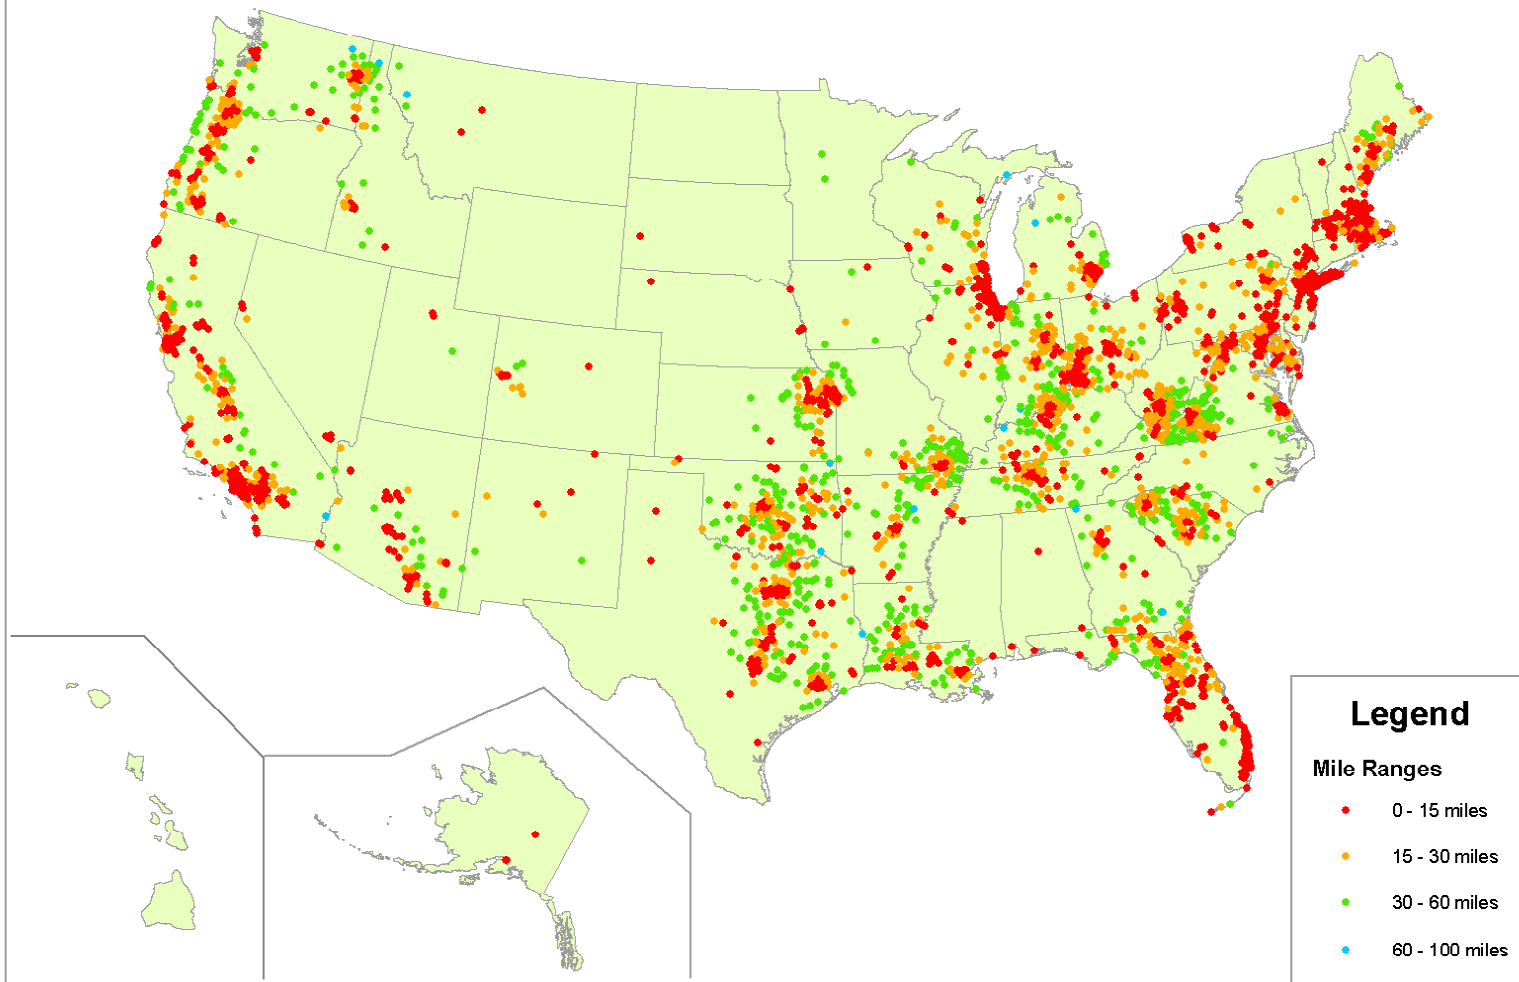 Legend
Mile Ranges
0 - 15 miles
15 - 30 miles
30 - 60 miles
60 - 100 miles